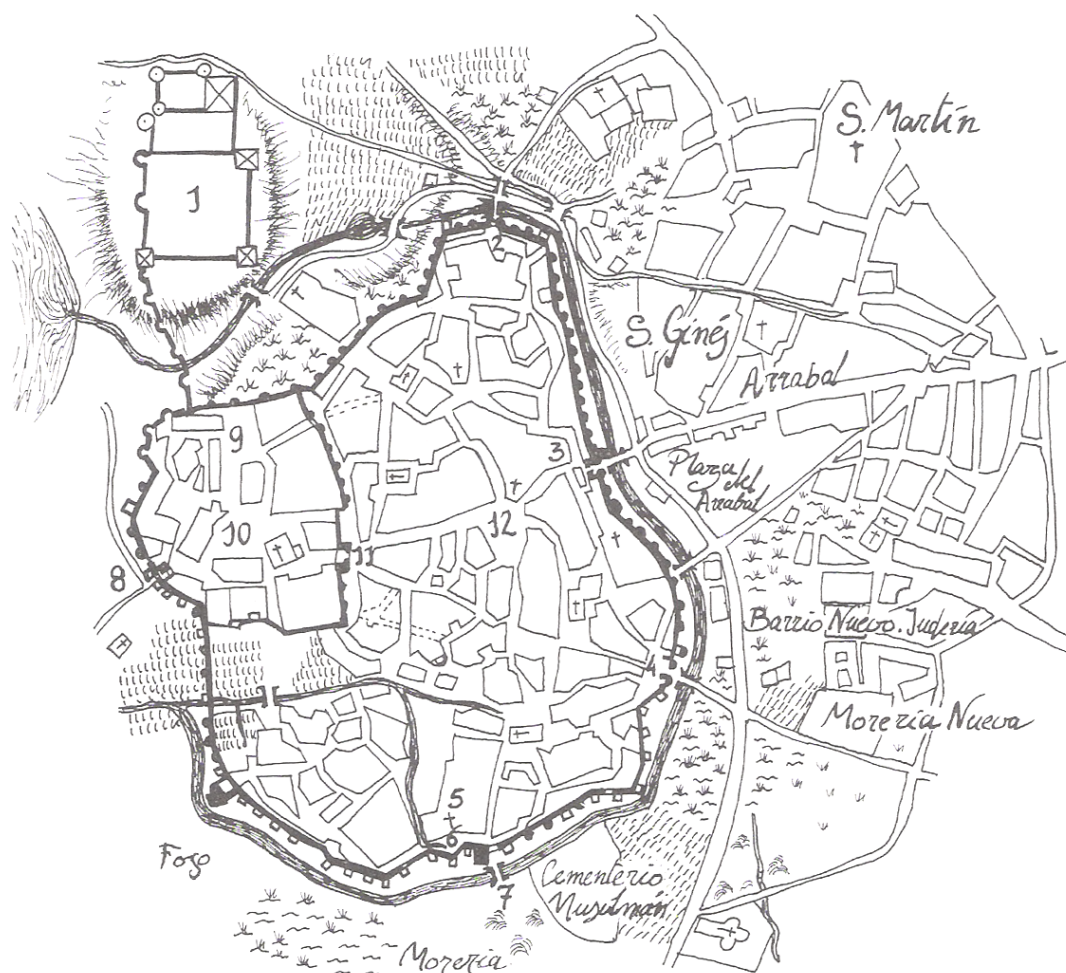 S. Martín
1
2
S. Ginés
Arrabal
3
Plaza
del
Arrabal
9
10
12
11
8
Barrio Nuevo. Judería
4
Morería Nueva
5
6
Foso
7
Cementerio
Musulmán
Morería